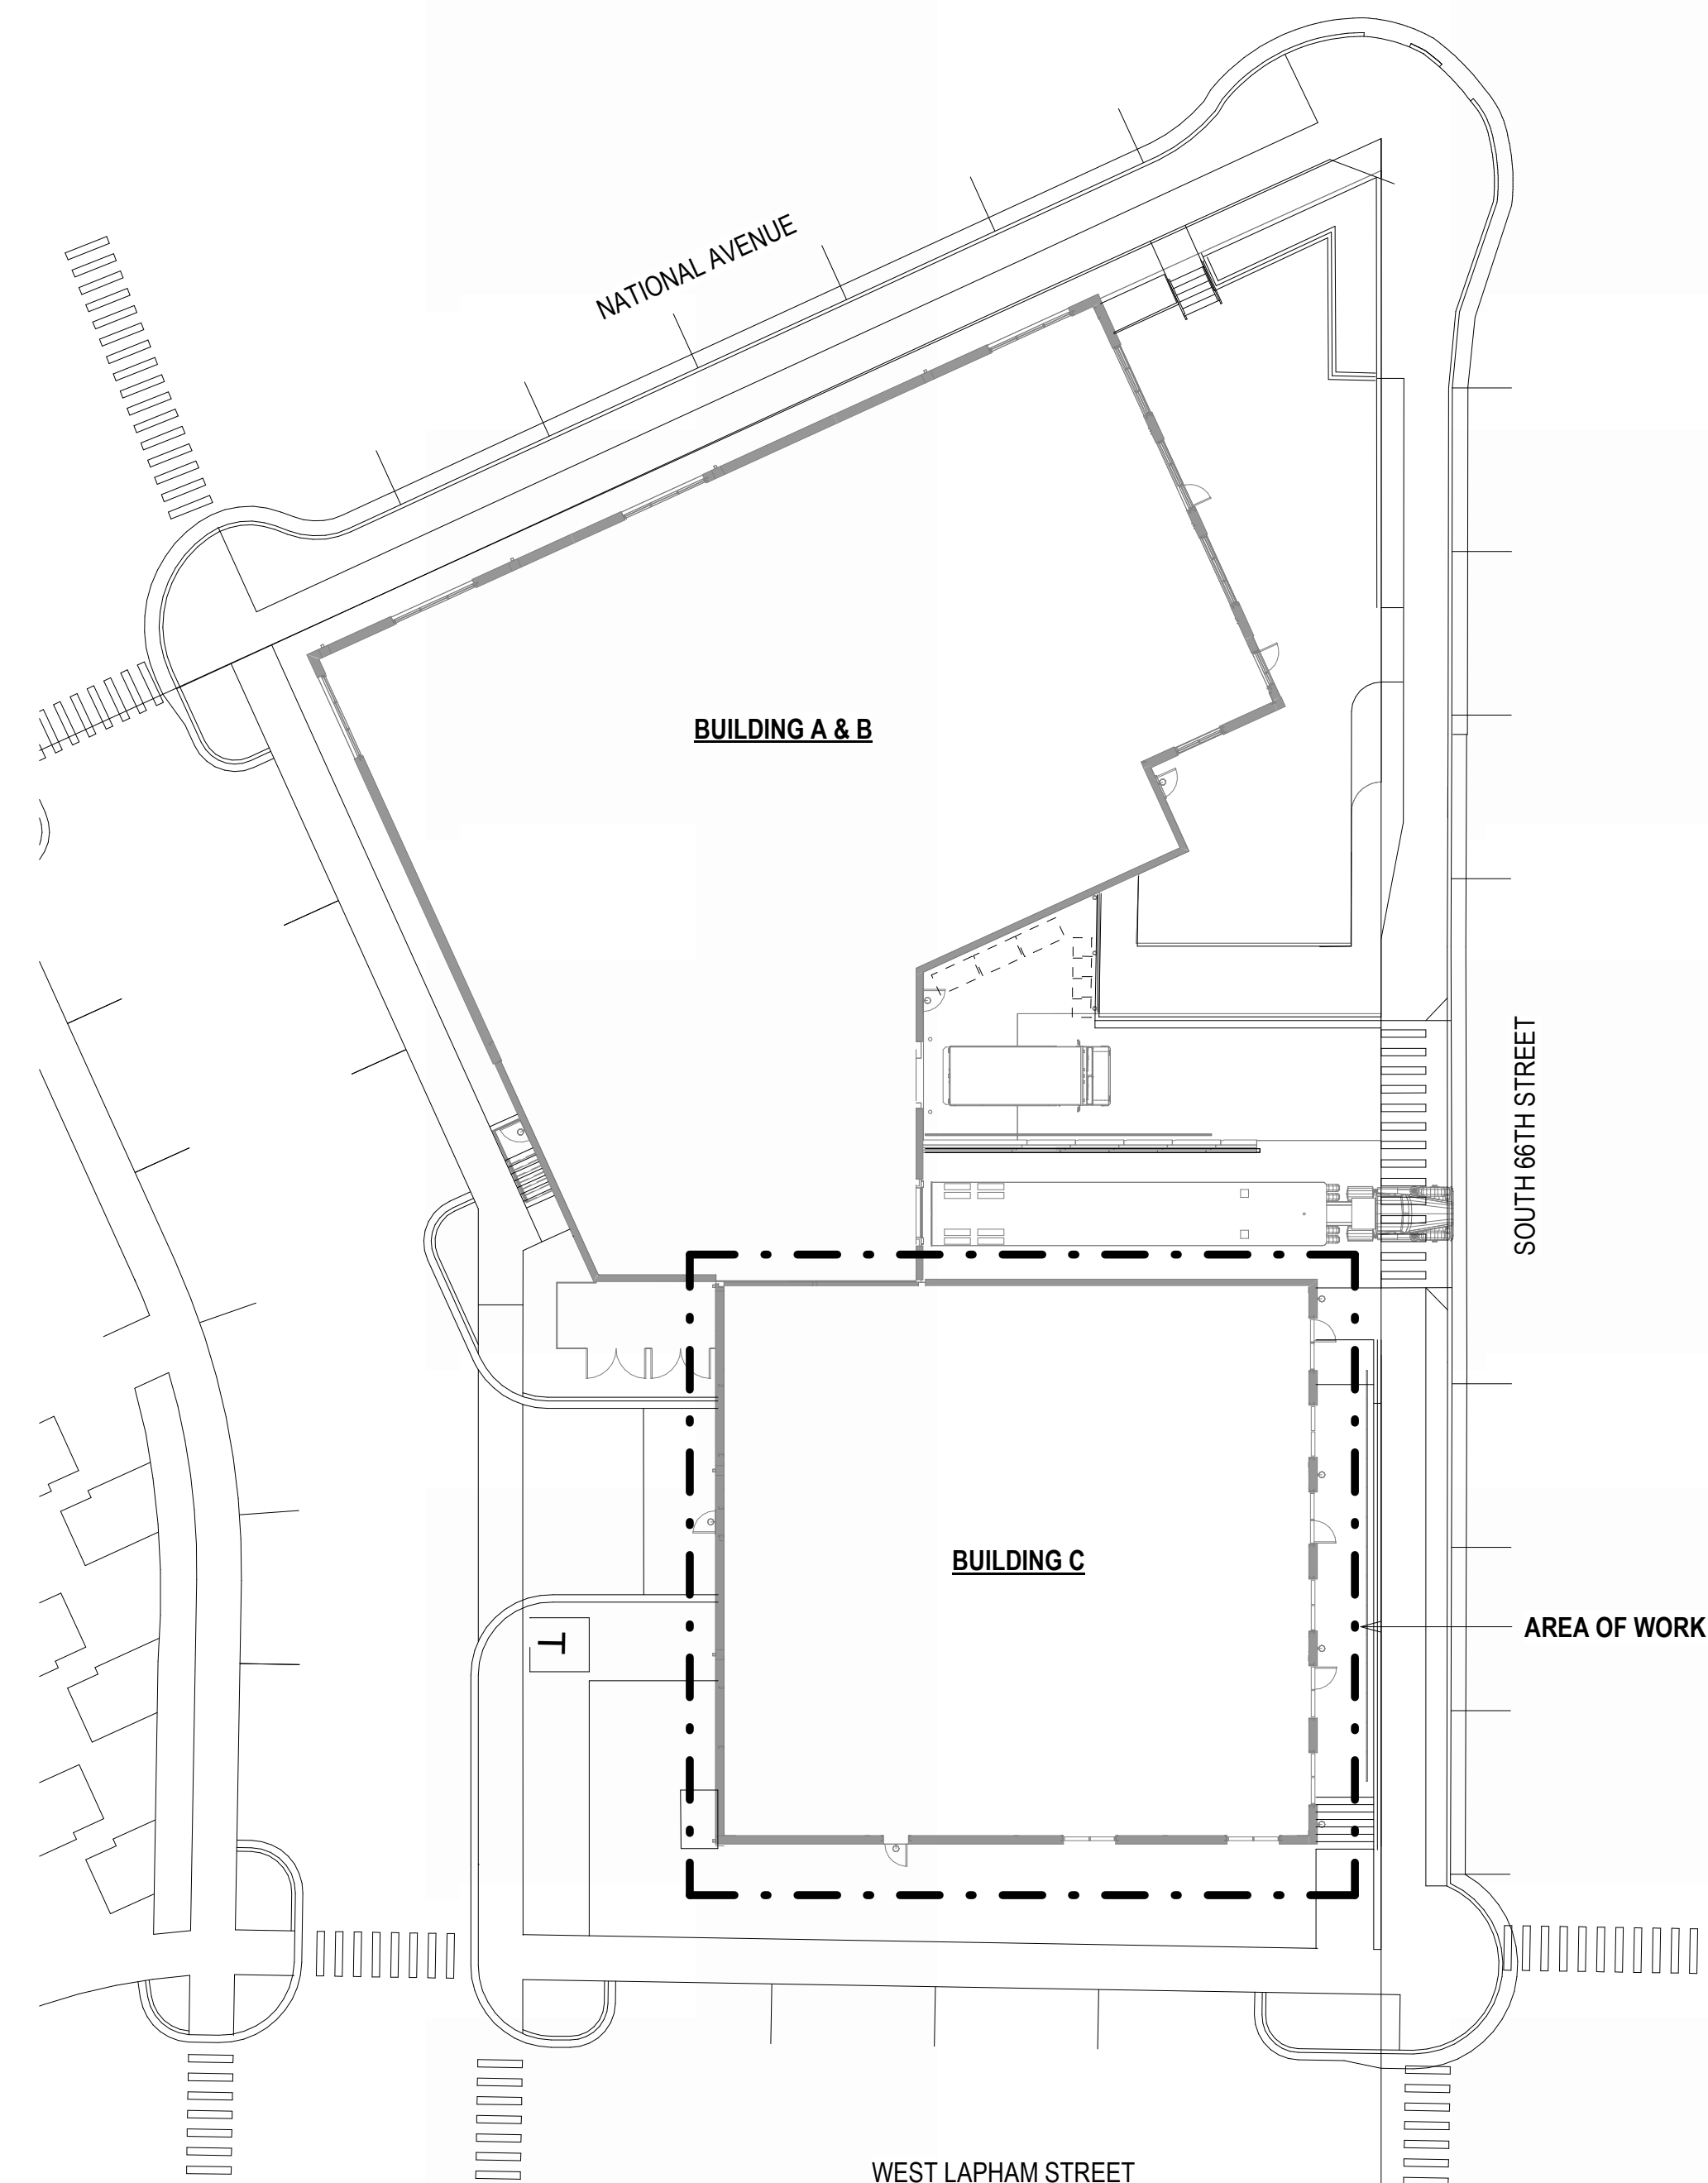 NATIONAL AVENUE
BUILDING A & B
SOUTH 66TH STREET
BUILDING C
AREA OF WORK
T
WEST LAPHAM STREET